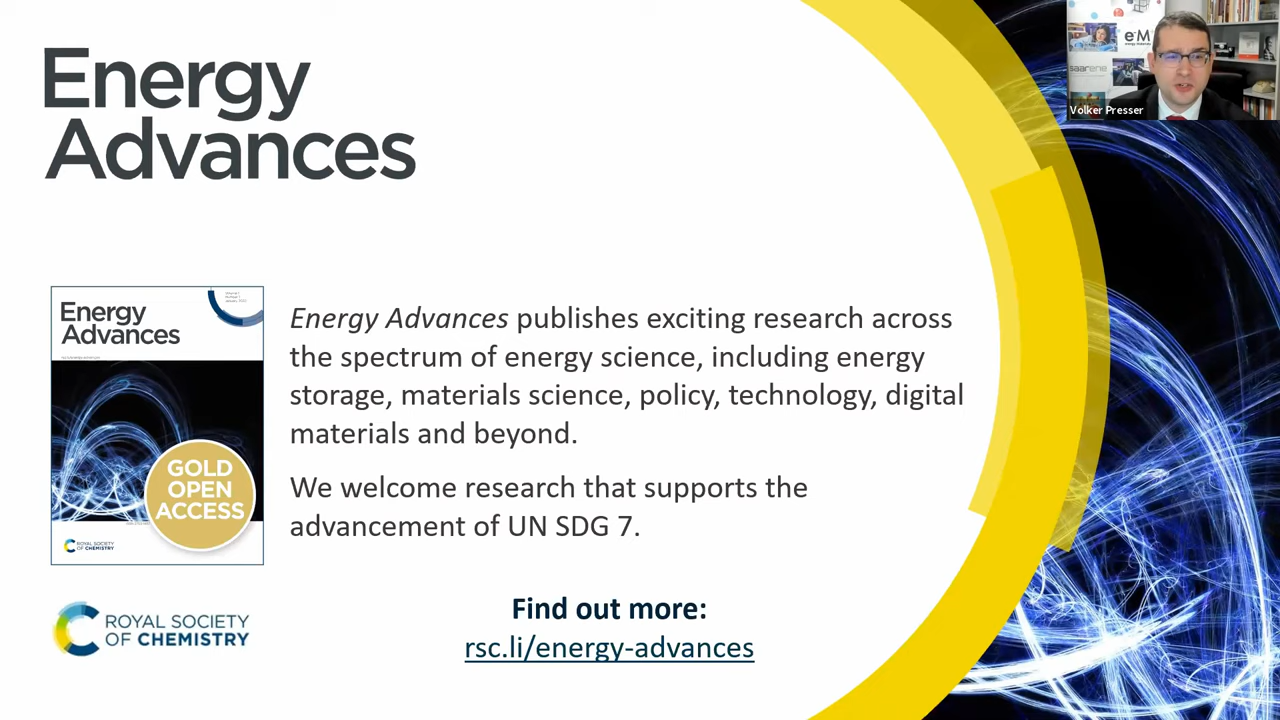 Energy
Advances
Volker Presser
saarene
Energy
Advances
GOLD
OPEN
ACCESS
ROYAL SOCIETY
OF CHEMISTRY
Energy Advances publishes exciting research across
the spectrum of energy science, including energy
storage, materials science, policy, technology, digital
materials and beyond.
We welcome research that supports the
advancement of UN SDG 7.
ROYAL SOCIETY
OF CHEMISTRY
Find out more:
rsc.li/energy-advances